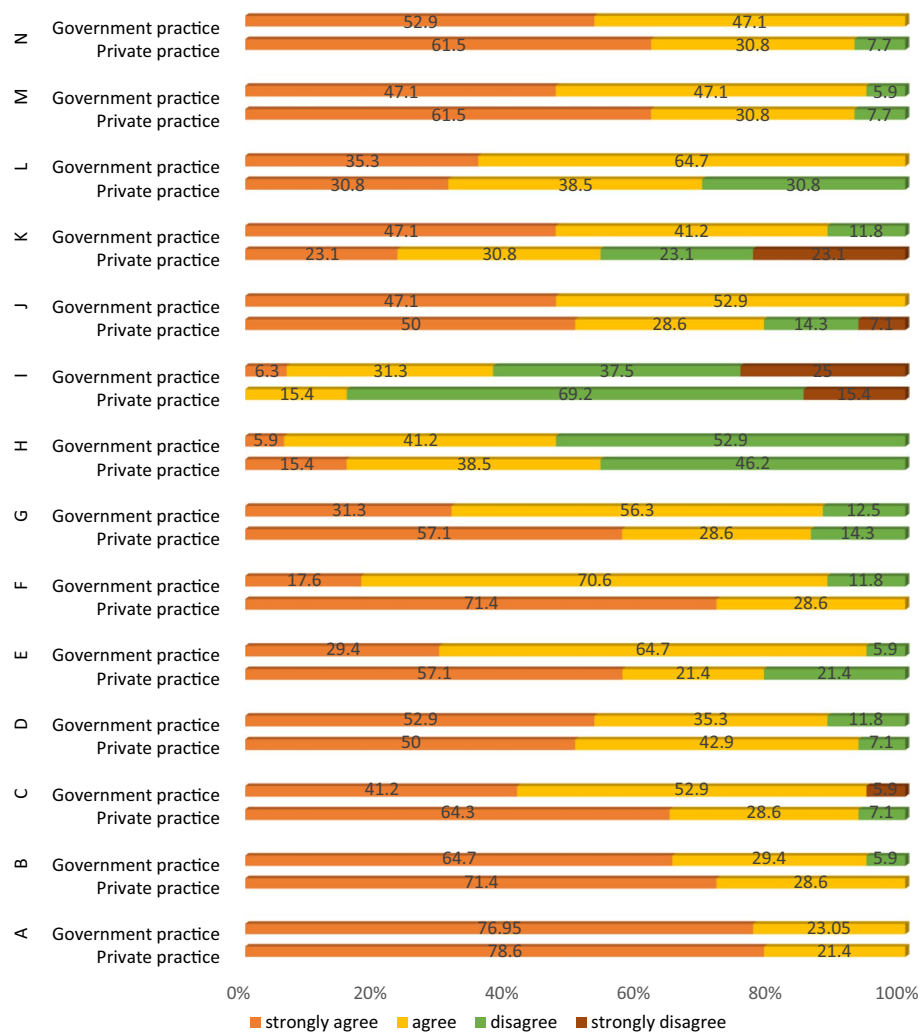 N
Government practice 52.9 47.1
Private practice 61.5 30.8 7.7
M
Government practice 47.1 47.1 5.9
Private practice 61.5 30.8 7.7
L
Government practice 35.3 64.7
Private practice 30.8 38.5 30.8
K
Government practice 47.1 41.2 11.8
Private practice 23.1 30.8 23.1 23.1
J
Government practice 47.1 52.9
Private practice 50 28.6 14.3 7.1
I
Government practice 6.3 31.3 37.5 25
Private practice 15.4 69.2 15.4
H
Government practice 5.9 41.2 52.9
Private practice 15.4 38.5 46.2
G
Government practice 31.3 56.3 12.5
Private practice 57.1 28.6 14.3
F
Government practice 17.6 70.6 11.8
Private practice 71.4 28.6
E
Government practice 29.4 64.7 5.9
Private practice 57.1 21.4 21.4
D
Government practice 52.9 35.3 11.8
Private practice 50 42.9 7.1
C
Government practice 41.2 52.9 5.9
Private practice 64.3 28.6 7.1
B
Government practice 64.7 29.4 5.9
Private practice 71.4 28.6
A
Government practice 76.95 23.05
Private practice 78.6 21.4
0% 20% 40% 60% 80% 100%
strongly agree agree disagree strongly disagree